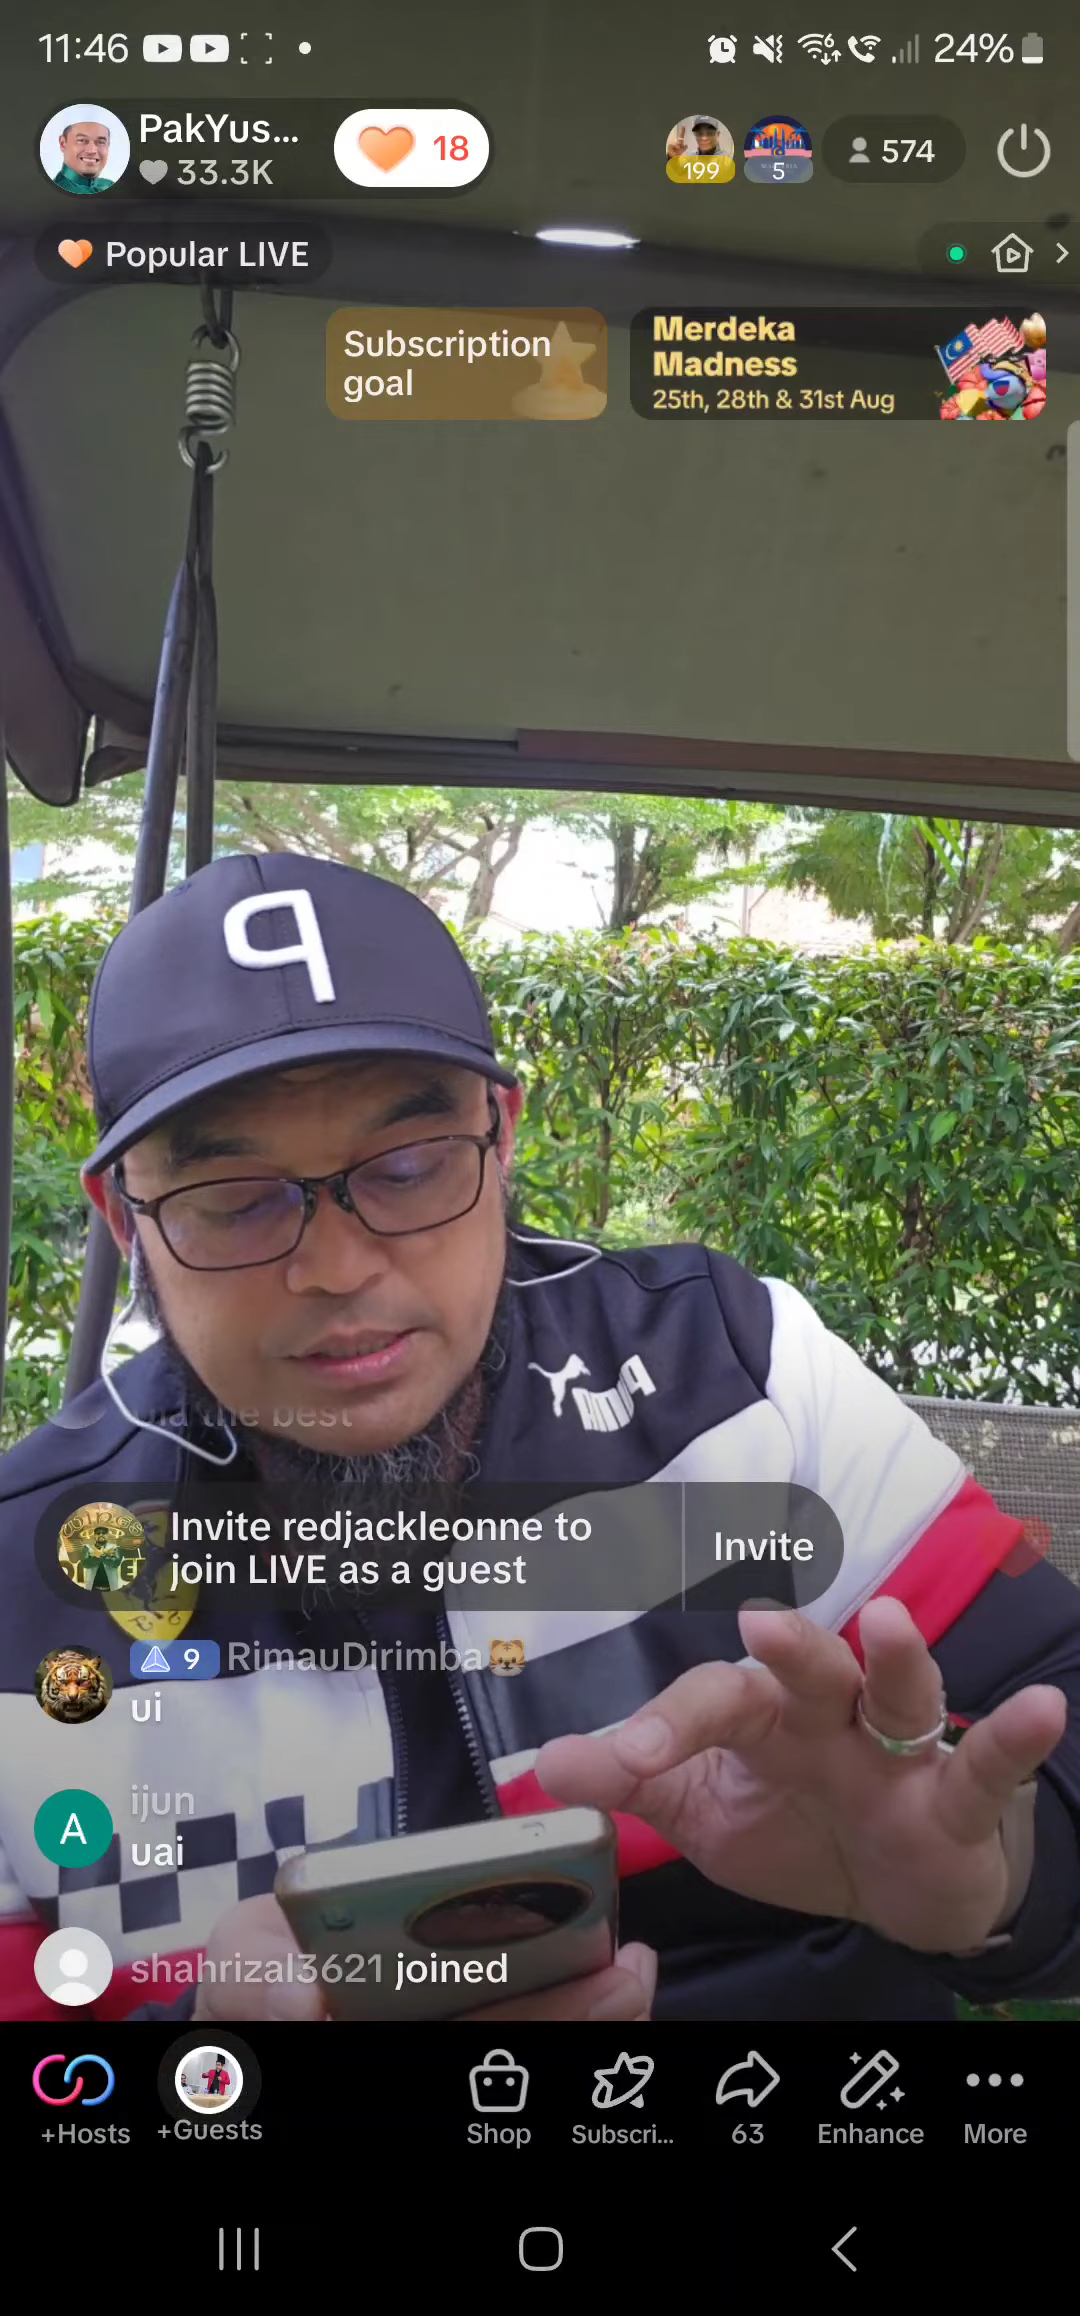 11:46
24%
PakYus...
33.3K
18
199
5
574
Popular LIVE
Subscription
goal
Merdeka
Madness
25th, 28th & 31st Aug
the best
Invite redjackleonne to
join LIVE as a guest
Invite
9 RimauDirimba
ui
A
ijun
uai
shahrizal3621 joined
+Hosts
+Guests
Shop
Subscri...
63
Enhance
More